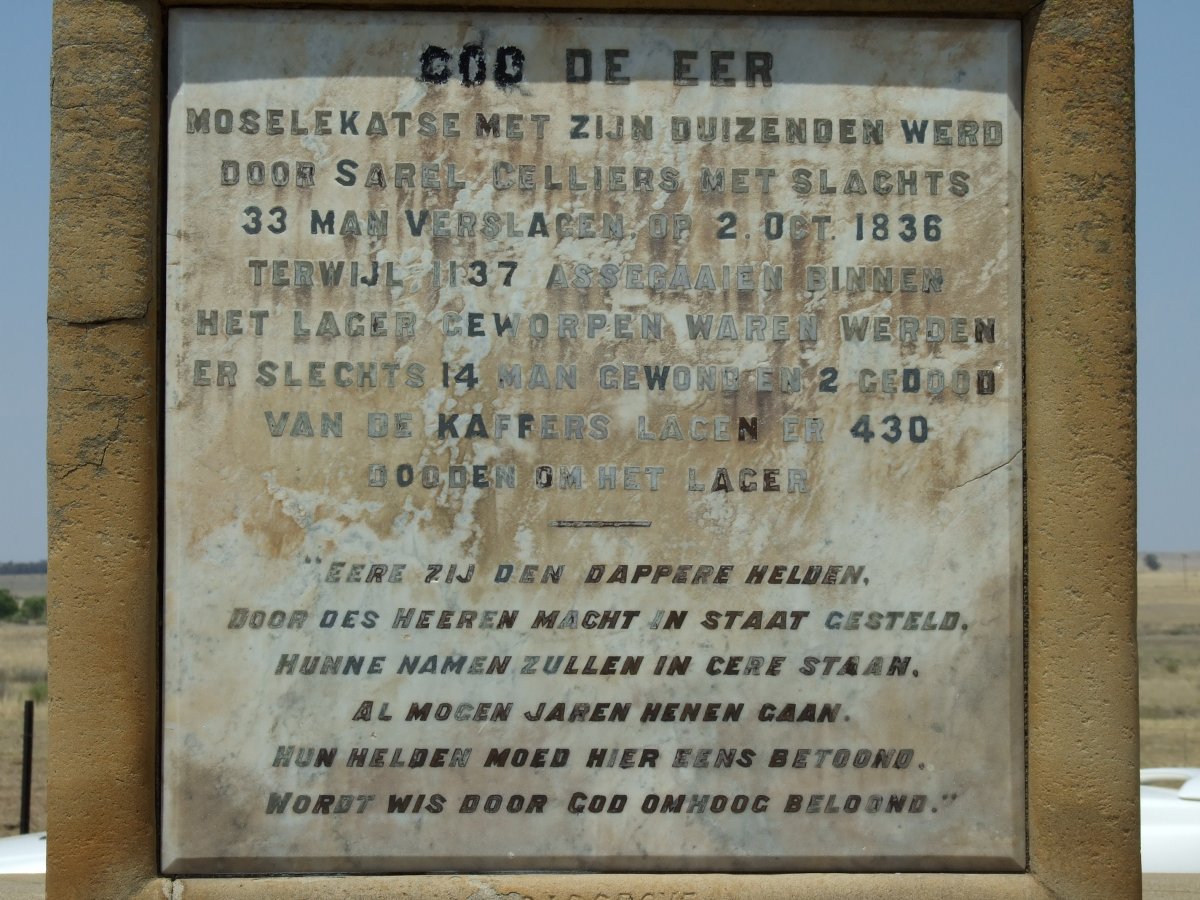 GOD DE EER
MOSELEKATSE MET ZIJN DUIZENDEN WERD
DOOR SAREL CELLIERS MET SLACHTS
33 MAN VERSLAGEN. OP 2. OCT. 1836
TERWIJL 1137 ASSEGAAIEN BINNEN
HET LAGER GEWORPEN WAREN WERDEN
ER SLECHTS 14 MAN GEWOND EN 2 GEDOOD
VAN DE KAFFERS LAGEN ER 430
DOODEN OM HET LAGER
"EERE ZIJ DEN DAPPERE HELDEN,
DOOR DES HEEREN MACHT IN STAAT GESTELD,
HUNNE NAMEN ZULLEN IN EERE STAAN,
AL MOGEN JAREN HENEN GAAN.
HUN HELDEN MOED HIER EENS BETOOND,
WORDT WIS DOOR GOD OMHOOG BELOOND."